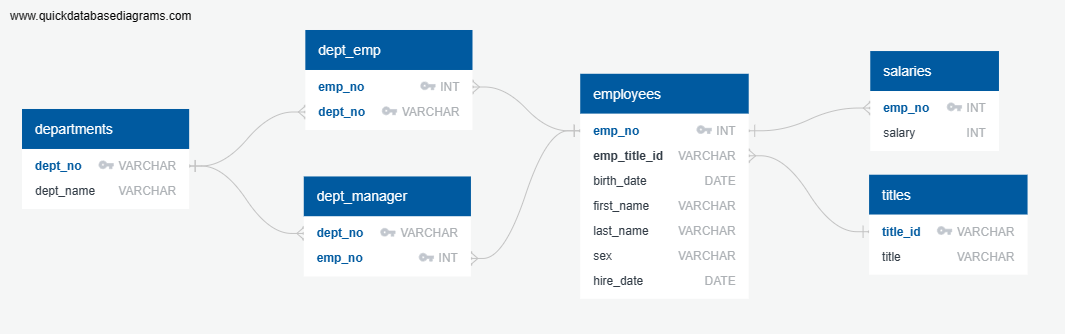 www.quickdatabasediagrams.com
departments
dept_no VARCHAR
dept_name VARCHAR
dept_emp
emp_no INT
dept_no VARCHAR
dept_manager
dept_no VARCHAR
emp_no INT
employees
emp_no INT
emp_title_id VARCHAR
birth_date DATE
first_name VARCHAR
last_name VARCHAR
sex VARCHAR
hire_date DATE
salaries
emp_no INT
salary INT
titles
title_id VARCHAR
title VARCHAR